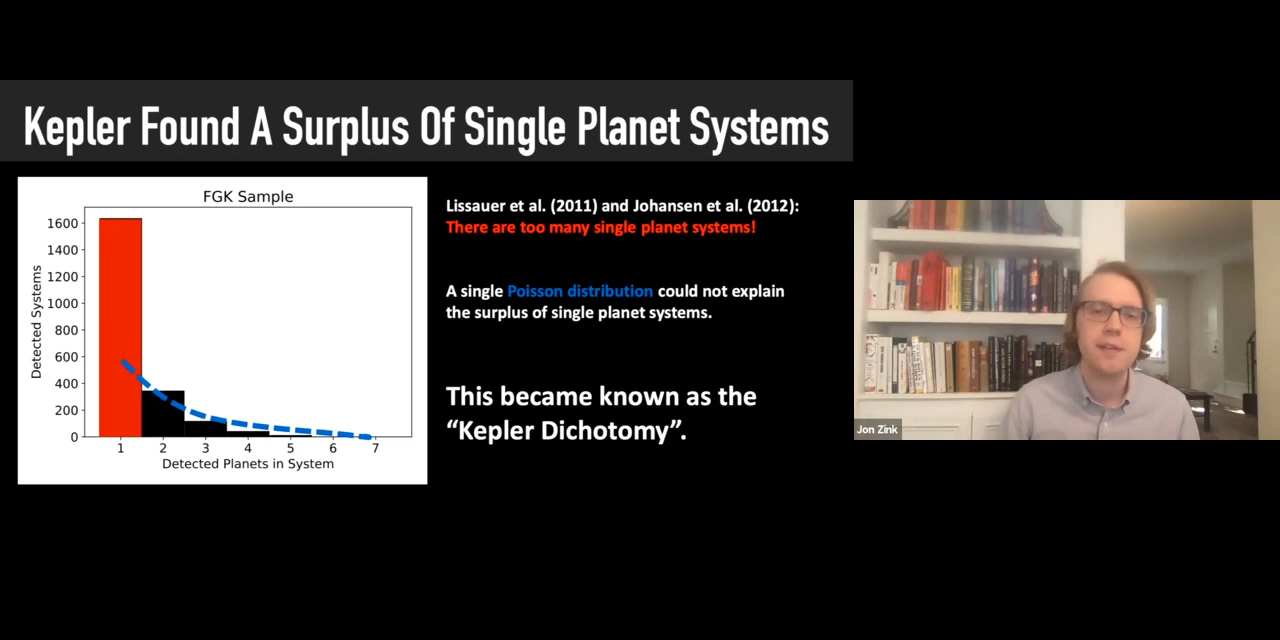 Kepler Found A Surplus Of Single Planet Systems
FGK Sample
1600
1400
1200
1000
800
600
400
200
0
Detected Systems
1 2 3 4 5 6 7
Detected Planets in System
Lissauer et al. (2011) and Johansen et al. (2012):
There are too many single planet systems!
A single Poisson distribution could not explain
the surplus of single planet systems.
This became known as the
“Kepler Dichotomy”.
Jon Zink